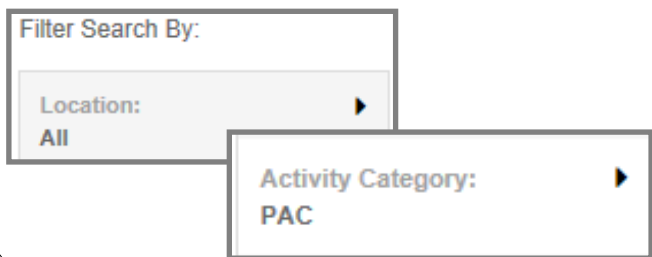 Filter Search By:
Location:
All
Activity Category:
PAC